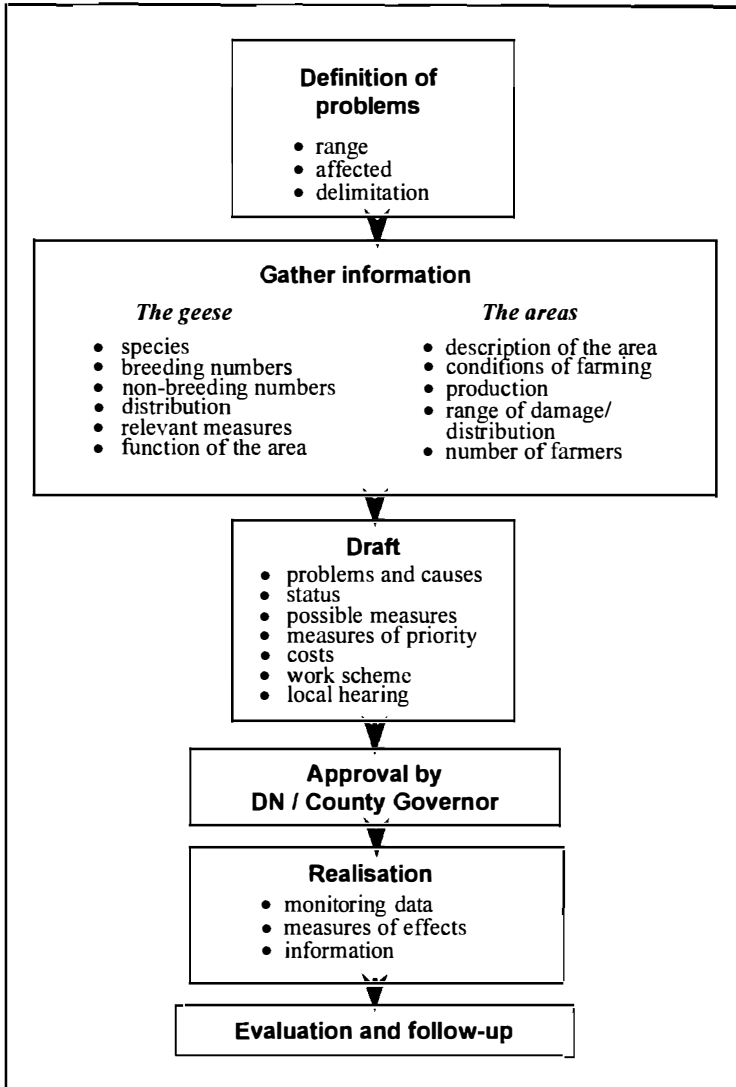 Definition of
problems
• range
• affected
• delimitation
Gather information
The geese
• species
• breeding numbers
• non-breeding numbers
• distribution
• relevant measures
• function of the area
The areas
• description of the area
• conditions of farming
• production
• range of damage/
distribution
• number of farmers
Draft
• problems and causes
• status
• possible measures
• measures of priority
• costs
• work scheme
• local hearing
Approval by
DN / County Governor
Realisation
• monitoring data
• measures of effects
• information
Evaluation and follow-up